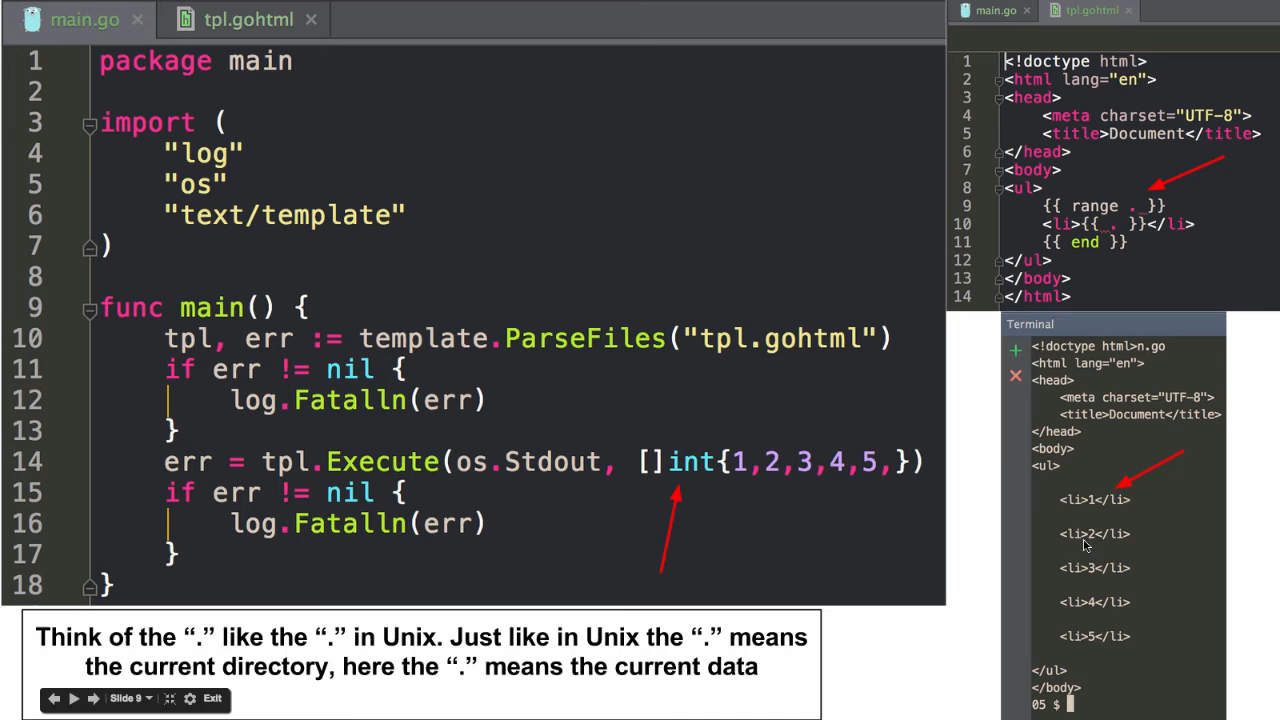 main.go
tpl.gohtml
1 package main
2
3 import (
4 "log"
5 "os"
6 "text/template"
7 )
8
9 func main() {
10 tpl, err := template.ParseFiles("tpl.gohtml")
11 if err != nil {
12 log.Fatalln(err)
13 }
14 err = tpl.Execute(os.Stdout, []int{1,2,3,4,5,})
15 if err != nil {
16 log.Fatalln(err)
17 }
18 }
Think of the “.” like the “.” in Unix. Just like in Unix the “.” means
the current directory, here the “.” means the current data
Slide 9 Exit
main.go
tpl.gohtml
1 <!doctype html>
2 <html lang="en">
3 <head>
4 <meta charset="UTF-8">
5 <title>Document</title>
6 </head>
7 <body>
8 <ul>
9 {{ range . }}
10 <li>{{ . }}</li>
11 {{ end }}
12 </ul>
13 </body>
14 </html>
Terminal
<!doctype html>n.go
<html lang="en">
<head>
<meta charset="UTF-8">
<title>Document</title>
</head>
<body>
<ul>
<li>1</li>
<li>2</li>
<li>3</li>
<li>4</li>
<li>5</li>
</ul>
</body>
05 $